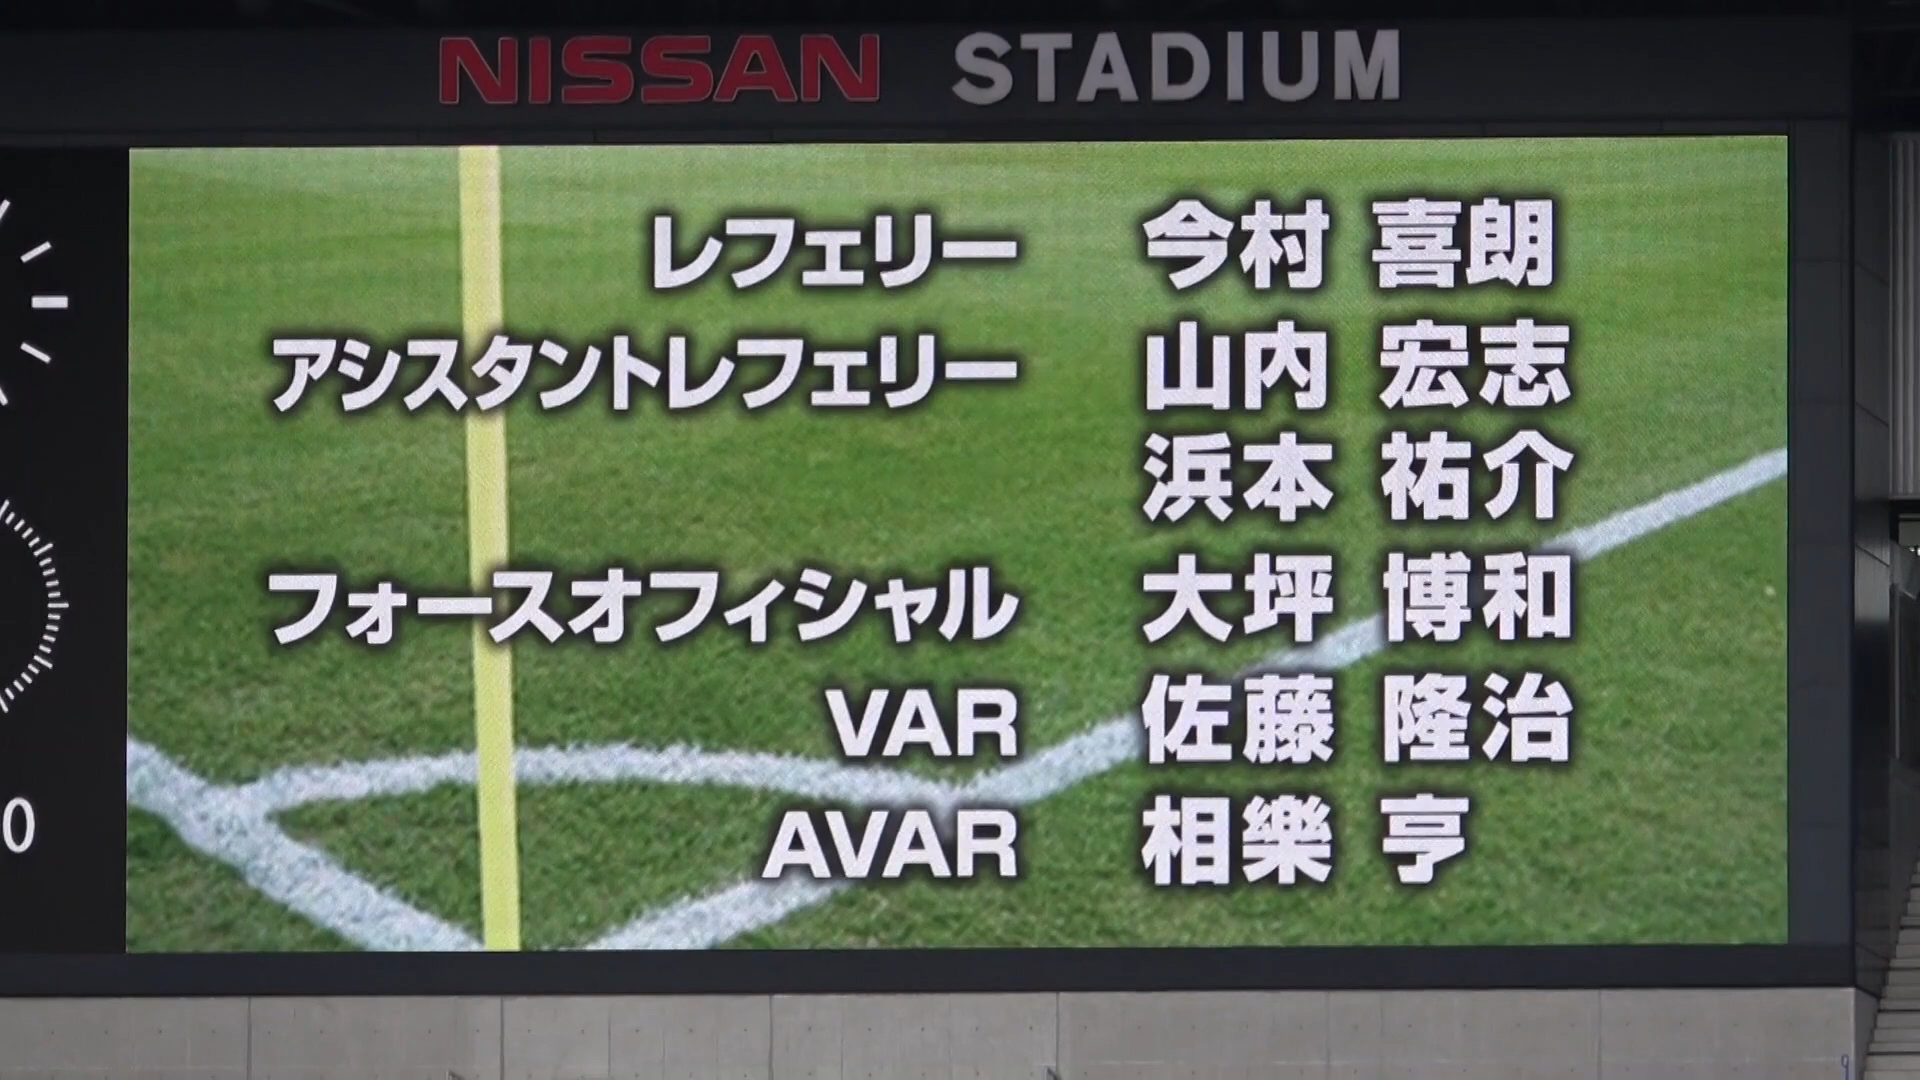 NISSAN STADIUM
レフェリー 今村 喜朗
アシスタントレフェリー 山内 宏志
浜本 祐介
フォースオフィシャル 大坪 博和
VAR 佐藤 隆治
AVAR 相樂 亨
0